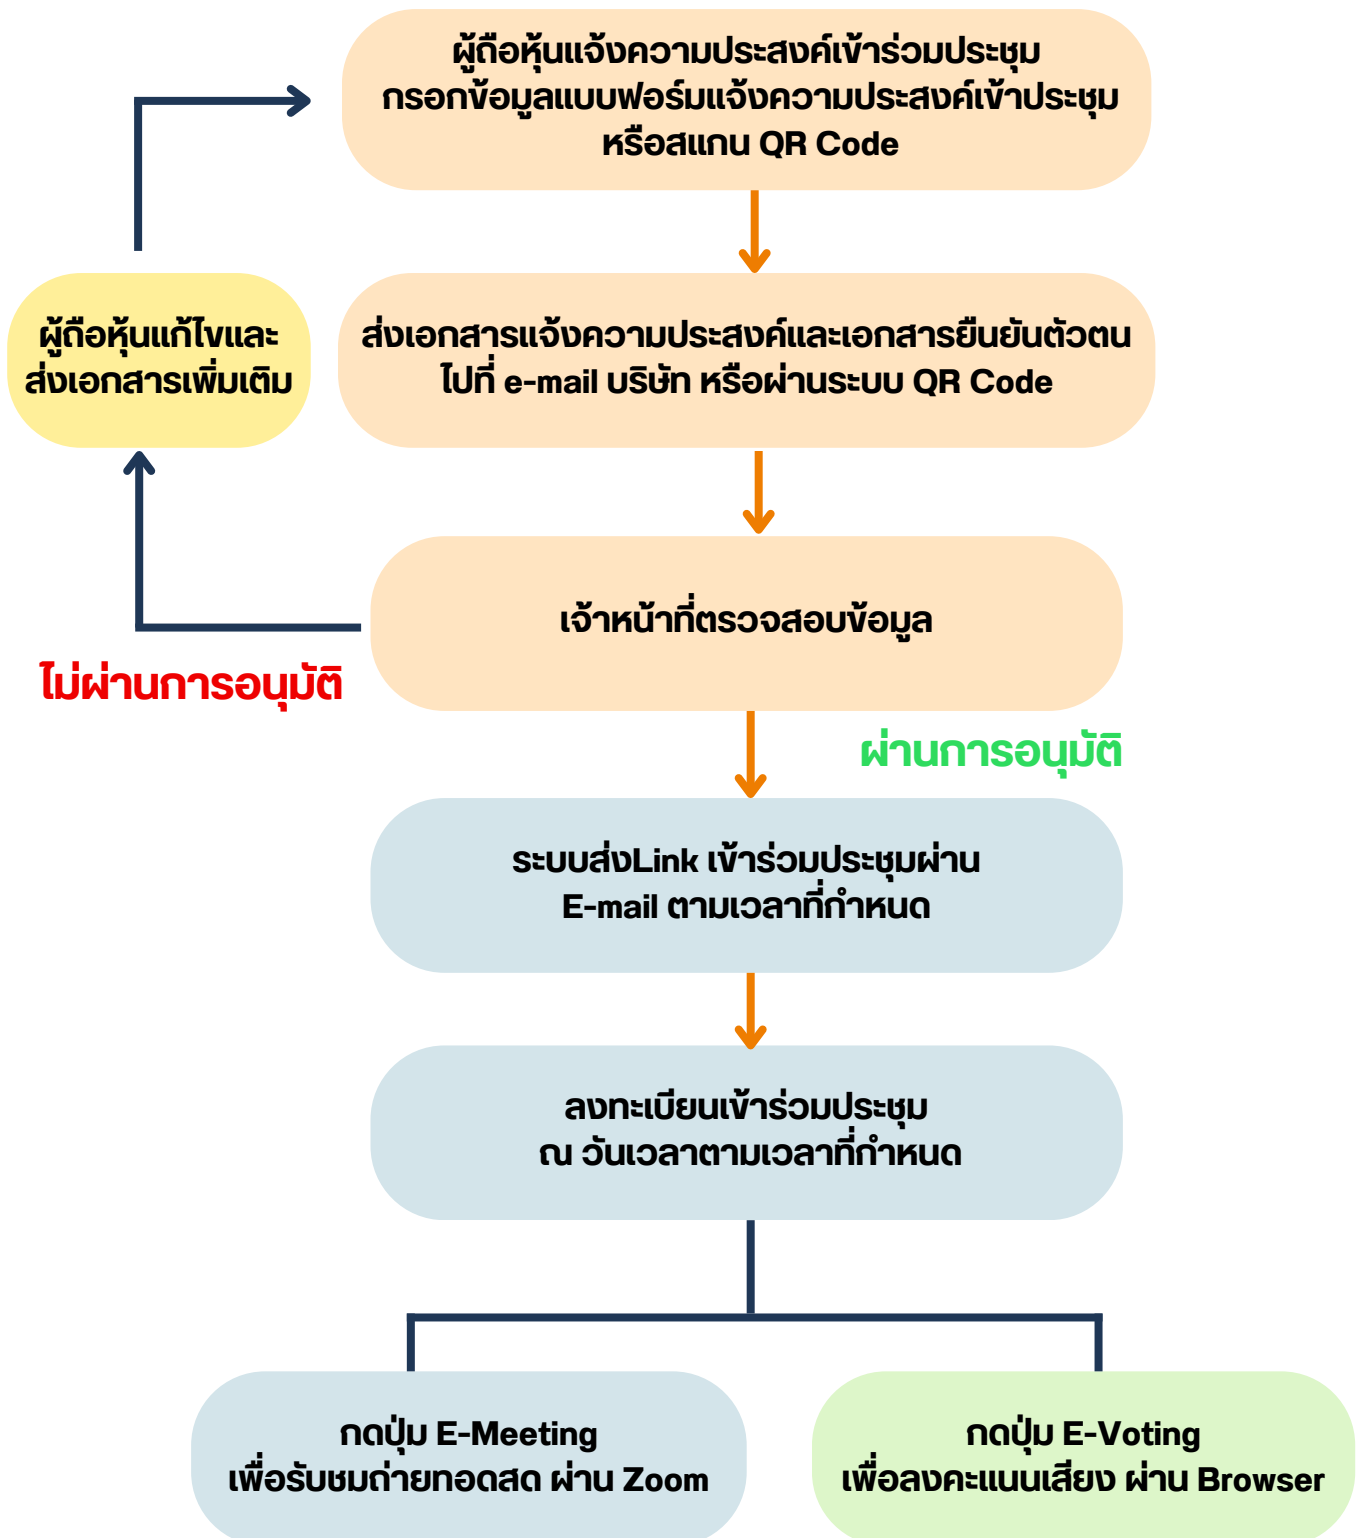 ผู้ถือหุ้นแจ้งความประสงค์เข้าร่วมประชุม
กรอกข้อมูลแบบฟอร์มแจ้งความประสงค์เข้าประชุม
หรือสแกน QR Code
ผู้ถือหุ้นแก้ไขและ
ส่งเอกสารเพิ่มเติม
ส่งเอกสารแจ้งความประสงค์และเอกสารยืนยันตัวตน
ไปที่ e-mail บริษัท หรือผ่านระบบ QR Code
เจ้าหน้าที่ตรวจสอบข้อมูล
ไม่ผ่านการอนุมัติ
ผ่านการอนุมัติ
ระบบส่งLink เข้าร่วมประชุมผ่าน
E-mail ตามเวลาที่กำหนด
ลงทะเบียนเข้าร่วมประชุม
ณ วันเวลาตามเวลาที่กำหนด
กดปุ่ม E-Meeting
เพื่อรับชมถ่ายทอดสด ผ่าน Zoom
กดปุ่ม E-Voting
เพื่อลงคะแนนเสียง ผ่าน Browser